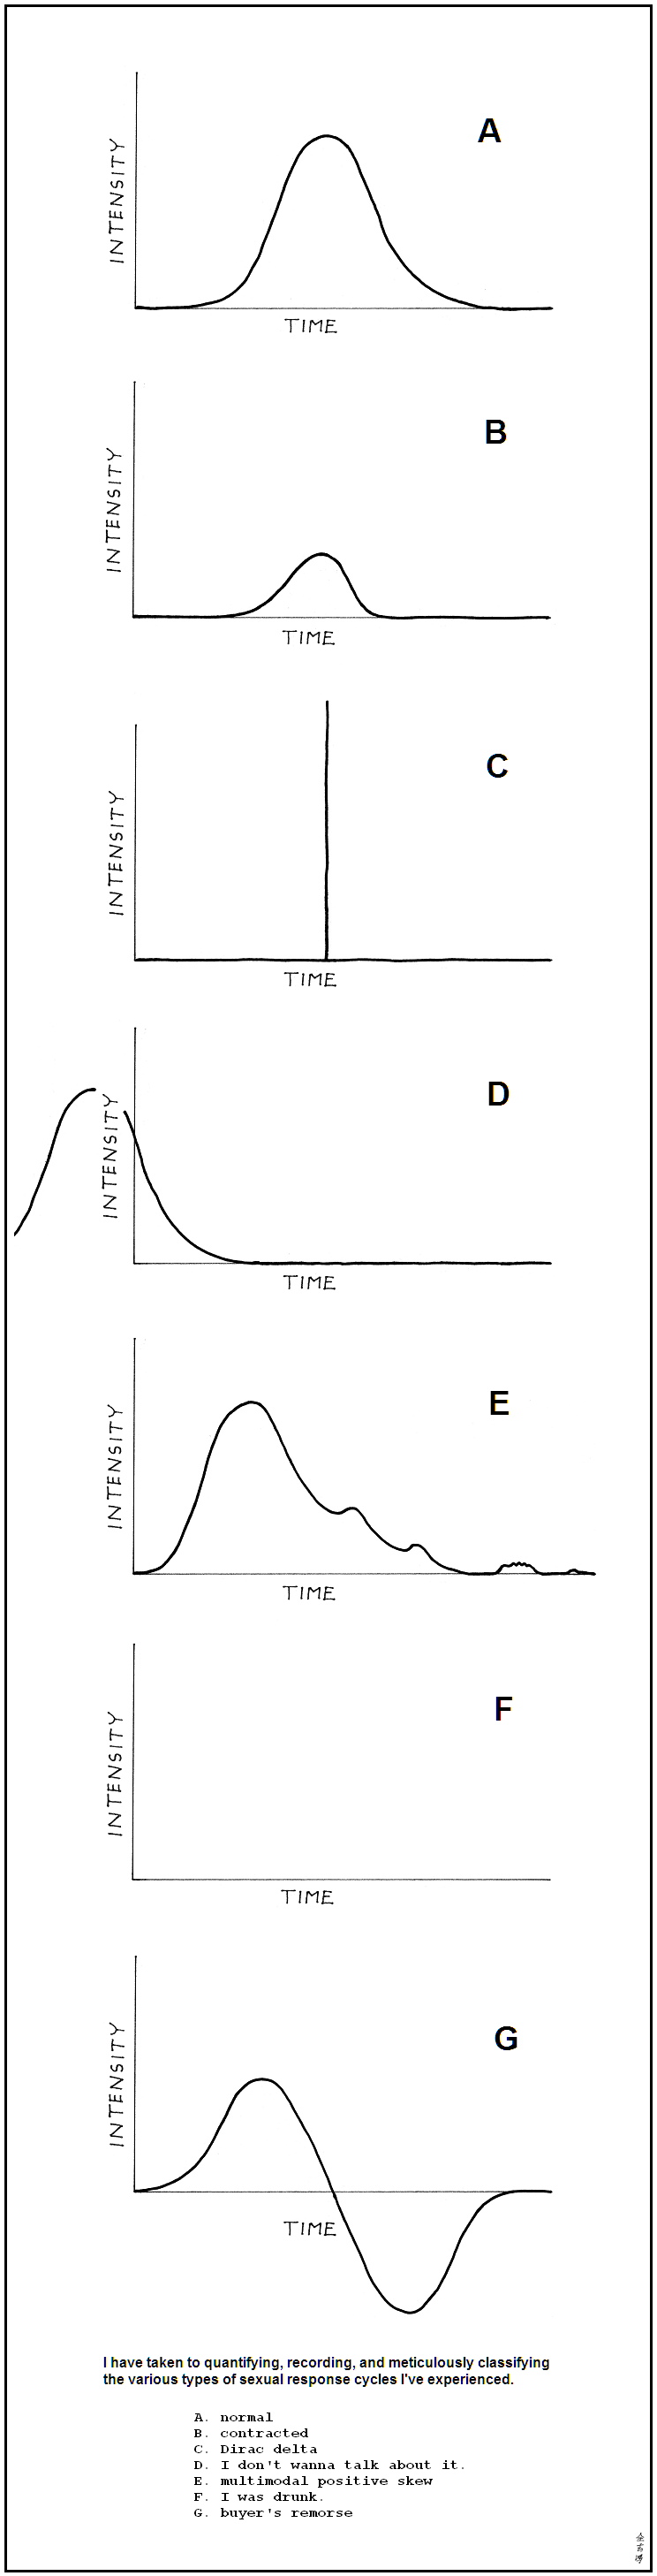 A
INTENSITY
TIME
B
INTENSITY
TIME
C
INTENSITY
TIME
D
INTENSITY
TIME
E
INTENSITY
TIME
F
INTENSITY
TIME
G
INTENSITY
TIME
I have taken to quantifying, recording, and meticulously classifying
the various types of sexual response cycles I've experienced.
A. normal
B. contracted
C. Dirac delta
D. I don't wanna talk about it.
E. multimodal positive skew
F. I was drunk.
G. buyer's remorse